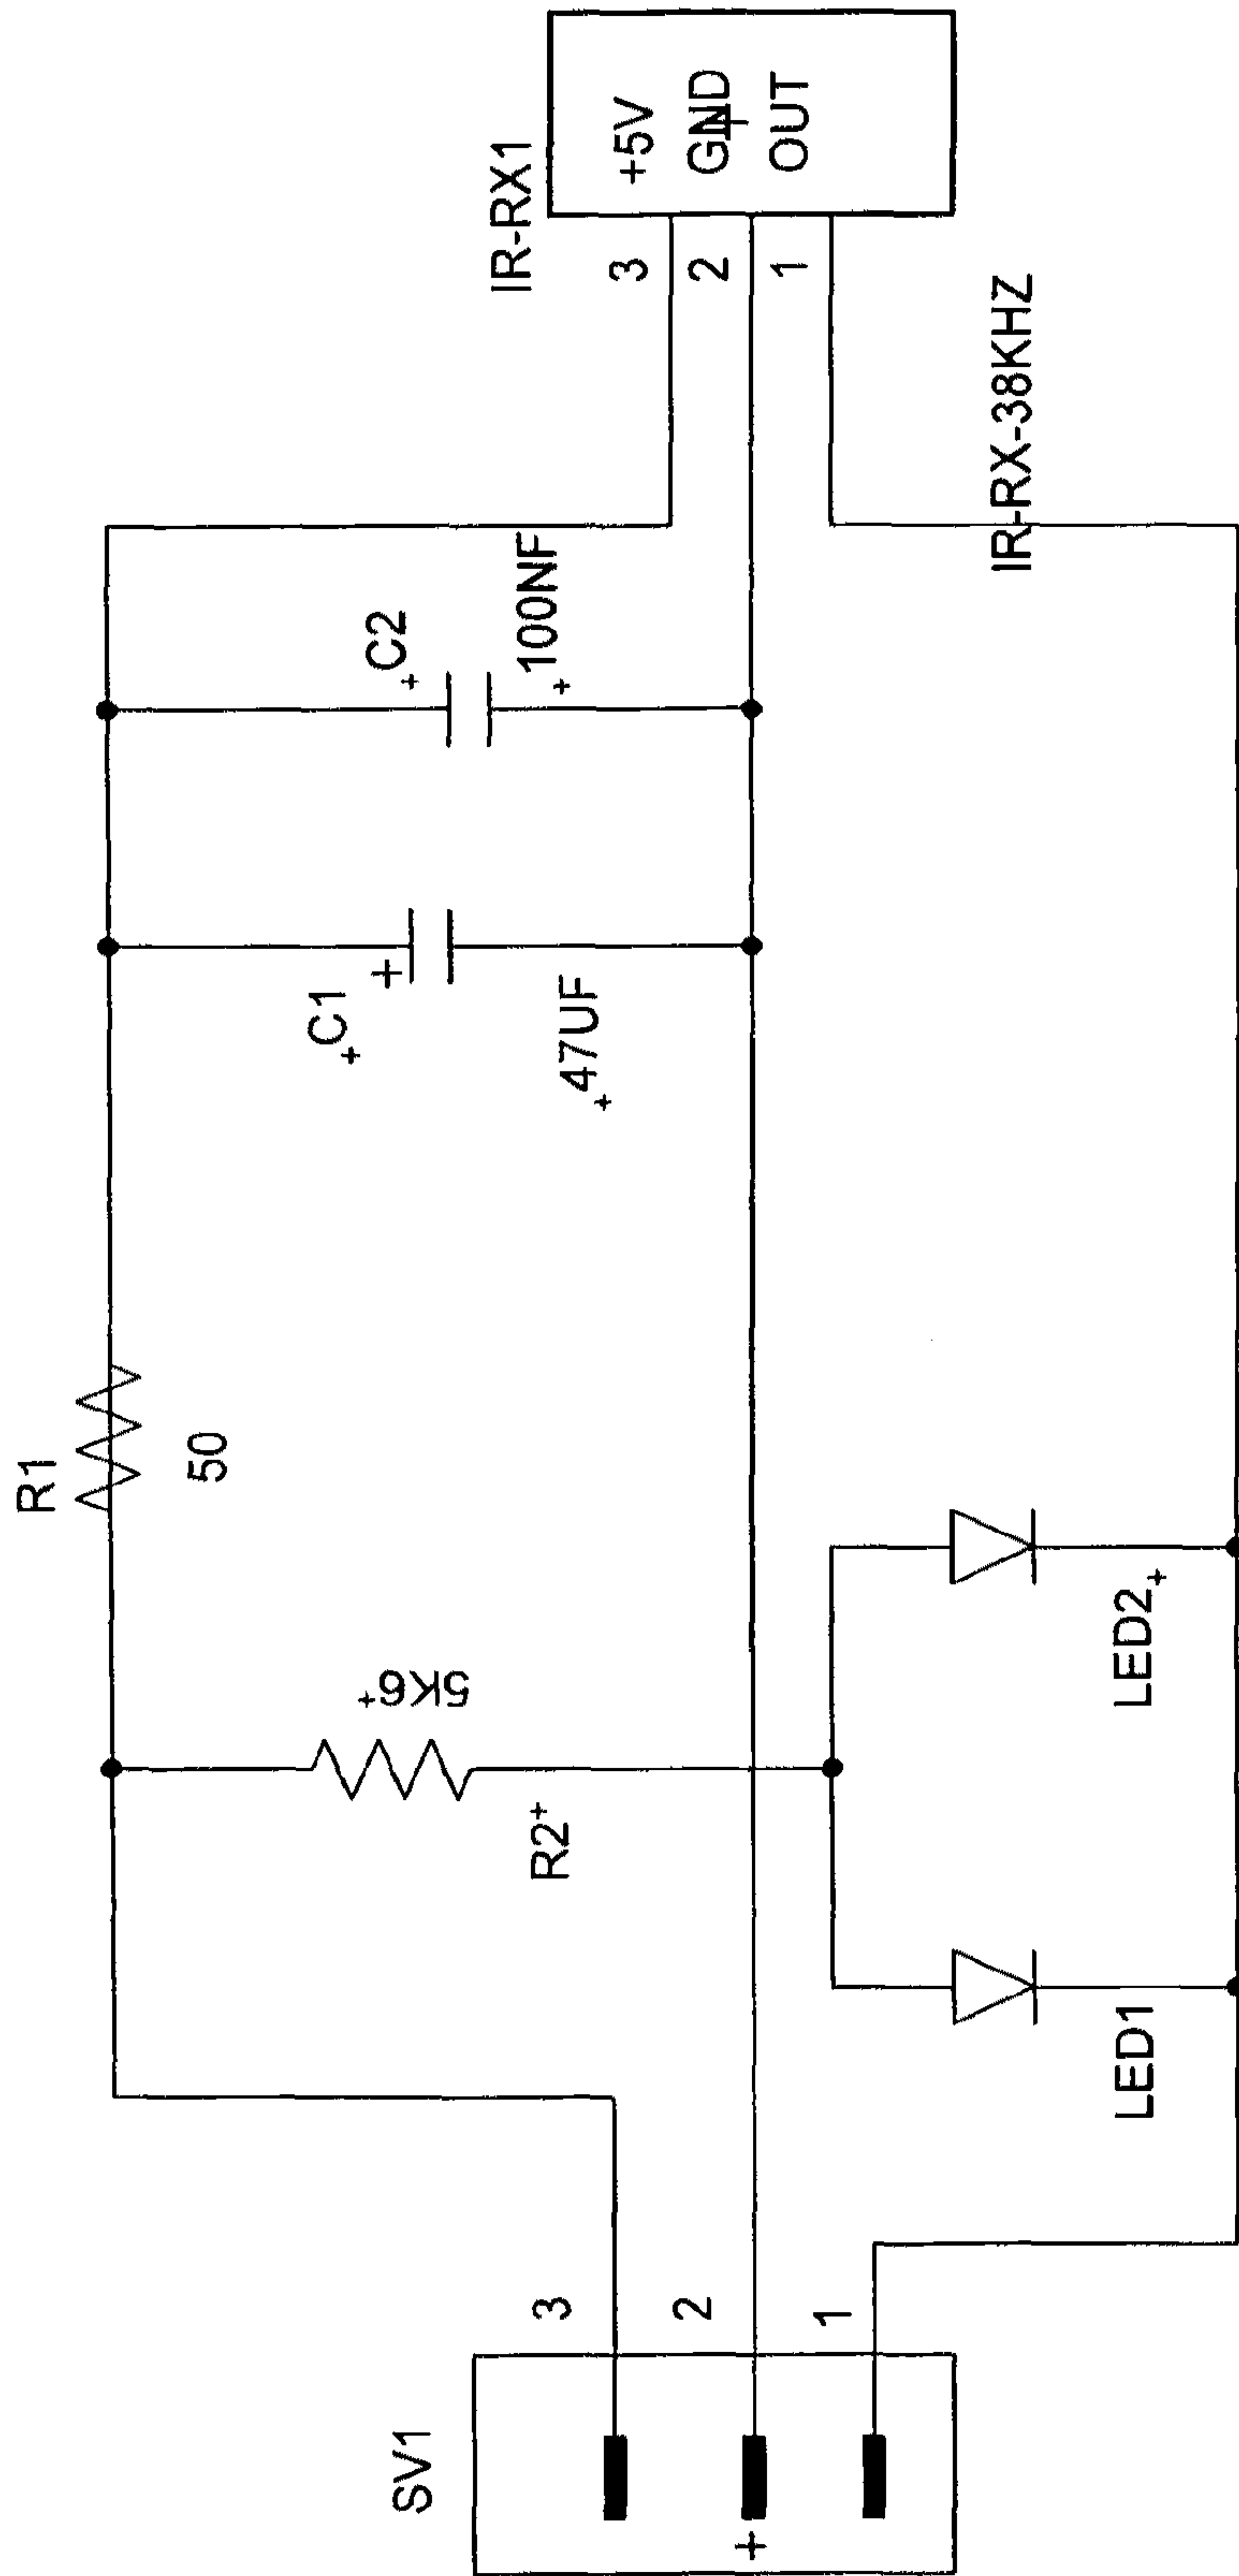 IR-RX1
+5V
GND
OUT
3
2
1
IR-RX-38KHZ
C2
100NF
C1
+
47UF
R1
50
5K6
R2
LED2
LED1
3
2
1
SV1
+